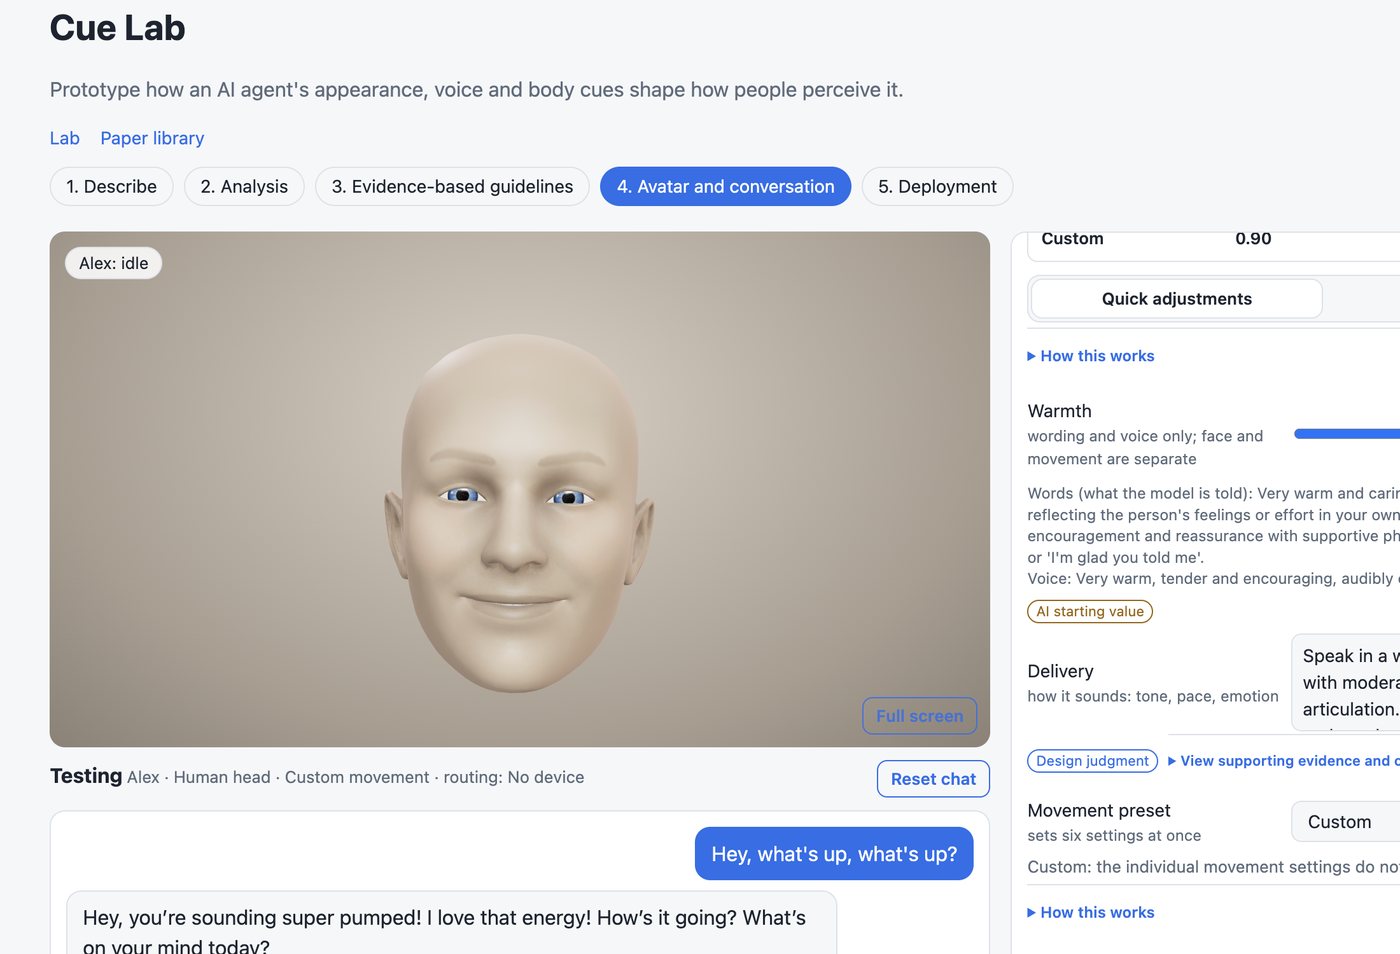 Cue Lab
Prototype how an AI agent's appearance, voice and body cues shape how people perceive it.
Lab Paper library
1. Describe 2. Analysis 3. Evidence-based guidelines 4. Avatar and conversation 5. Deployment
Alex: idle
Full screen
Testing Alex · Human head · Custom movement · routing: No device
Reset chat
Hey, what's up, what's up?
Hey, you’re sounding super pumped! I love that energy! How’s it going? What’s
on your mind today?
Custom 0.90
Quick adjustments
How this works
Warmth
wording and voice only; face and
movement are separate
Words (what the model is told): Very warm and
reflecting the person's feelings or effort in your own
encouragement and reassurance with supportive
or 'I'm glad you told me'.
Voice: Very warm, tender and encouraging, audibly
AI starting value
Delivery
how it sounds: tone, pace, emotion
Speak in a
with
articulation.
Design judgment View supporting evidence and
Movement preset
sets six settings at once
Custom
Custom: the individual movement settings do
How this works